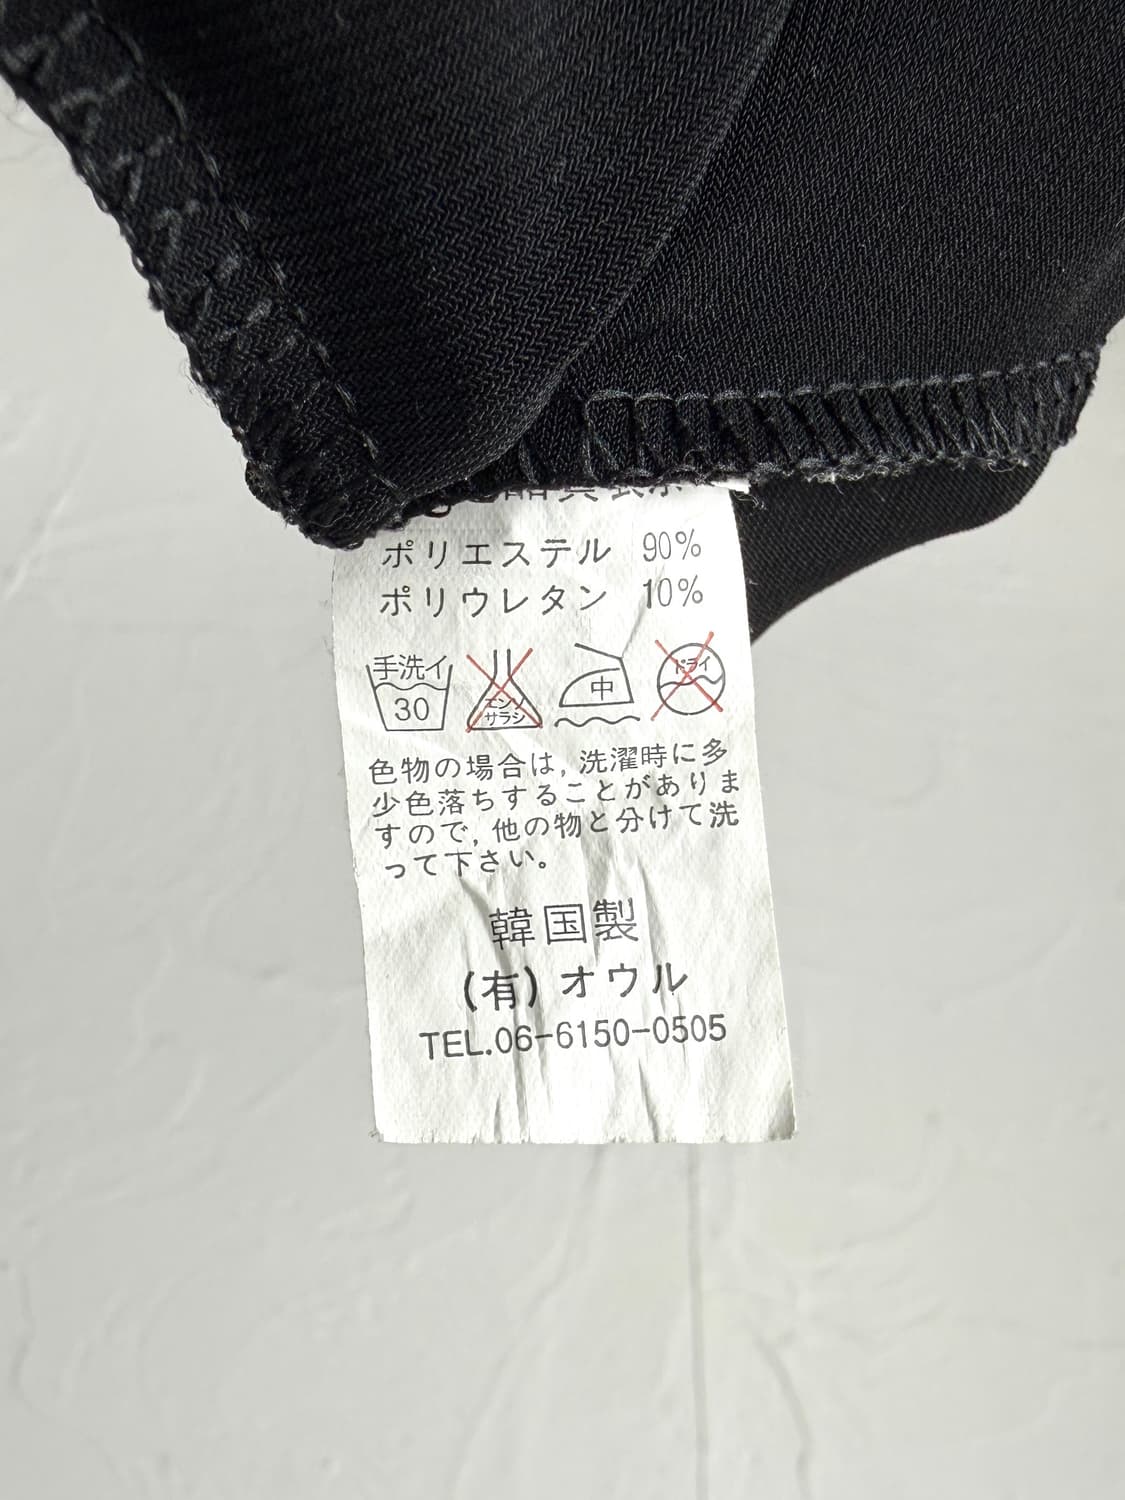 ポリエステル 90%
ポリウレタン 10%
手洗イ 30 エンソ サラシ 中 ドライ
色物の場合は,洗濯時に多
少色落ちすることがありま
すので,他の物と分けて洗
って下さい。
韓国製
(有)オウル
TEL.06-6150-0505